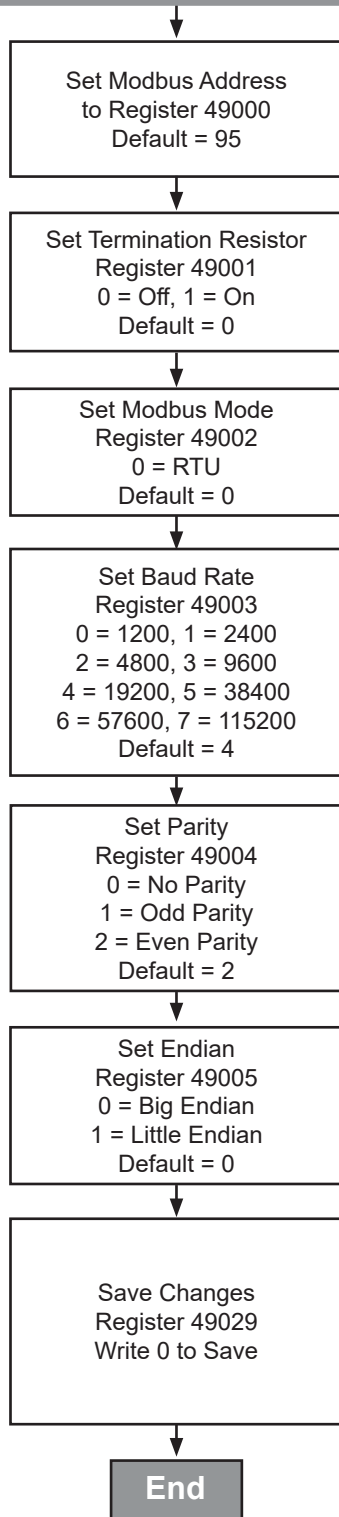 Set Modbus Address
to Register 49000
Default = 95
Set Termination Resistor
Register 49001
0 = Off, 1 = On
Default = 0
Set Modbus Mode
Register 49002
0 = RTU
Default = 0
Set Baud Rate
Register 49003
0 = 1200, 1 = 2400
2 = 4800, 3 = 9600
4 = 19200, 5 = 38400
6 = 57600, 7 = 115200
Default = 4
Set Parity
Register 49004
0 = No Parity
1 = Odd Parity
2 = Even Parity
Default = 2
Set Endian
Register 49005
0 = Big Endian
1 = Little Endian
Default = 0
Save Changes
Register 49029
Write 0 to Save
End